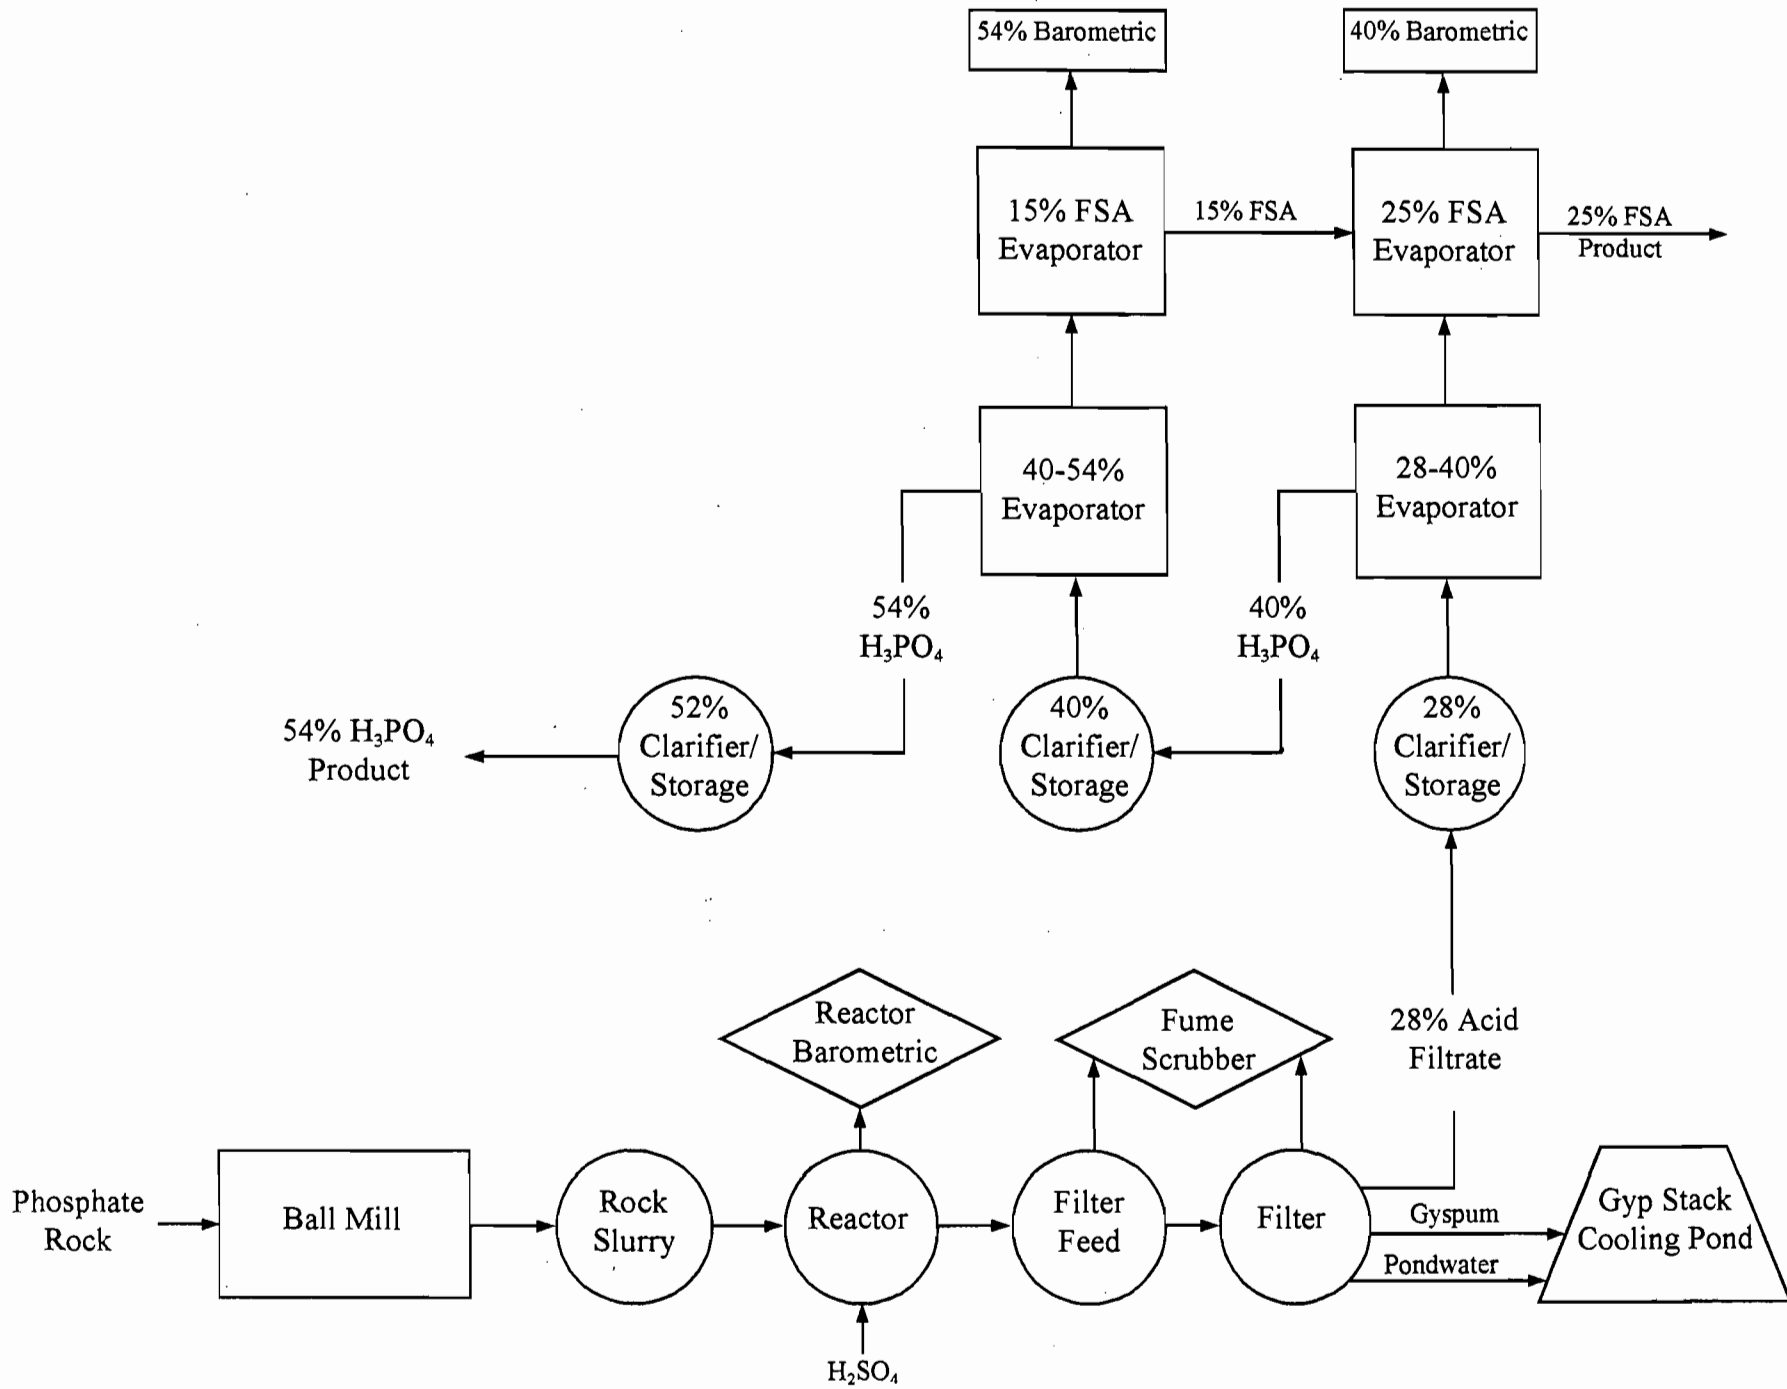 54% Barometric
40% Barometric
15% FSA
Evaporator
15% FSA
25% FSA
Evaporator
25% FSA
Product
40-54%
Evaporator
28-40%
Evaporator
54%
H₃PO₄
40%
H₃PO₄
54% H₃PO₄
Product
52%
Clarifier/
Storage
40%
Clarifier/
Storage
28%
Clarifier/
Storage
Reactor
Barometric
Fume
Scrubber
28% Acid
Filtrate
Phosphate
Rock
Ball Mill
Rock
Slurry
Reactor
Filter
Feed
Filter
Gyspum
Pondwater
Gyp Stack
Cooling Pond
H₂SO₄